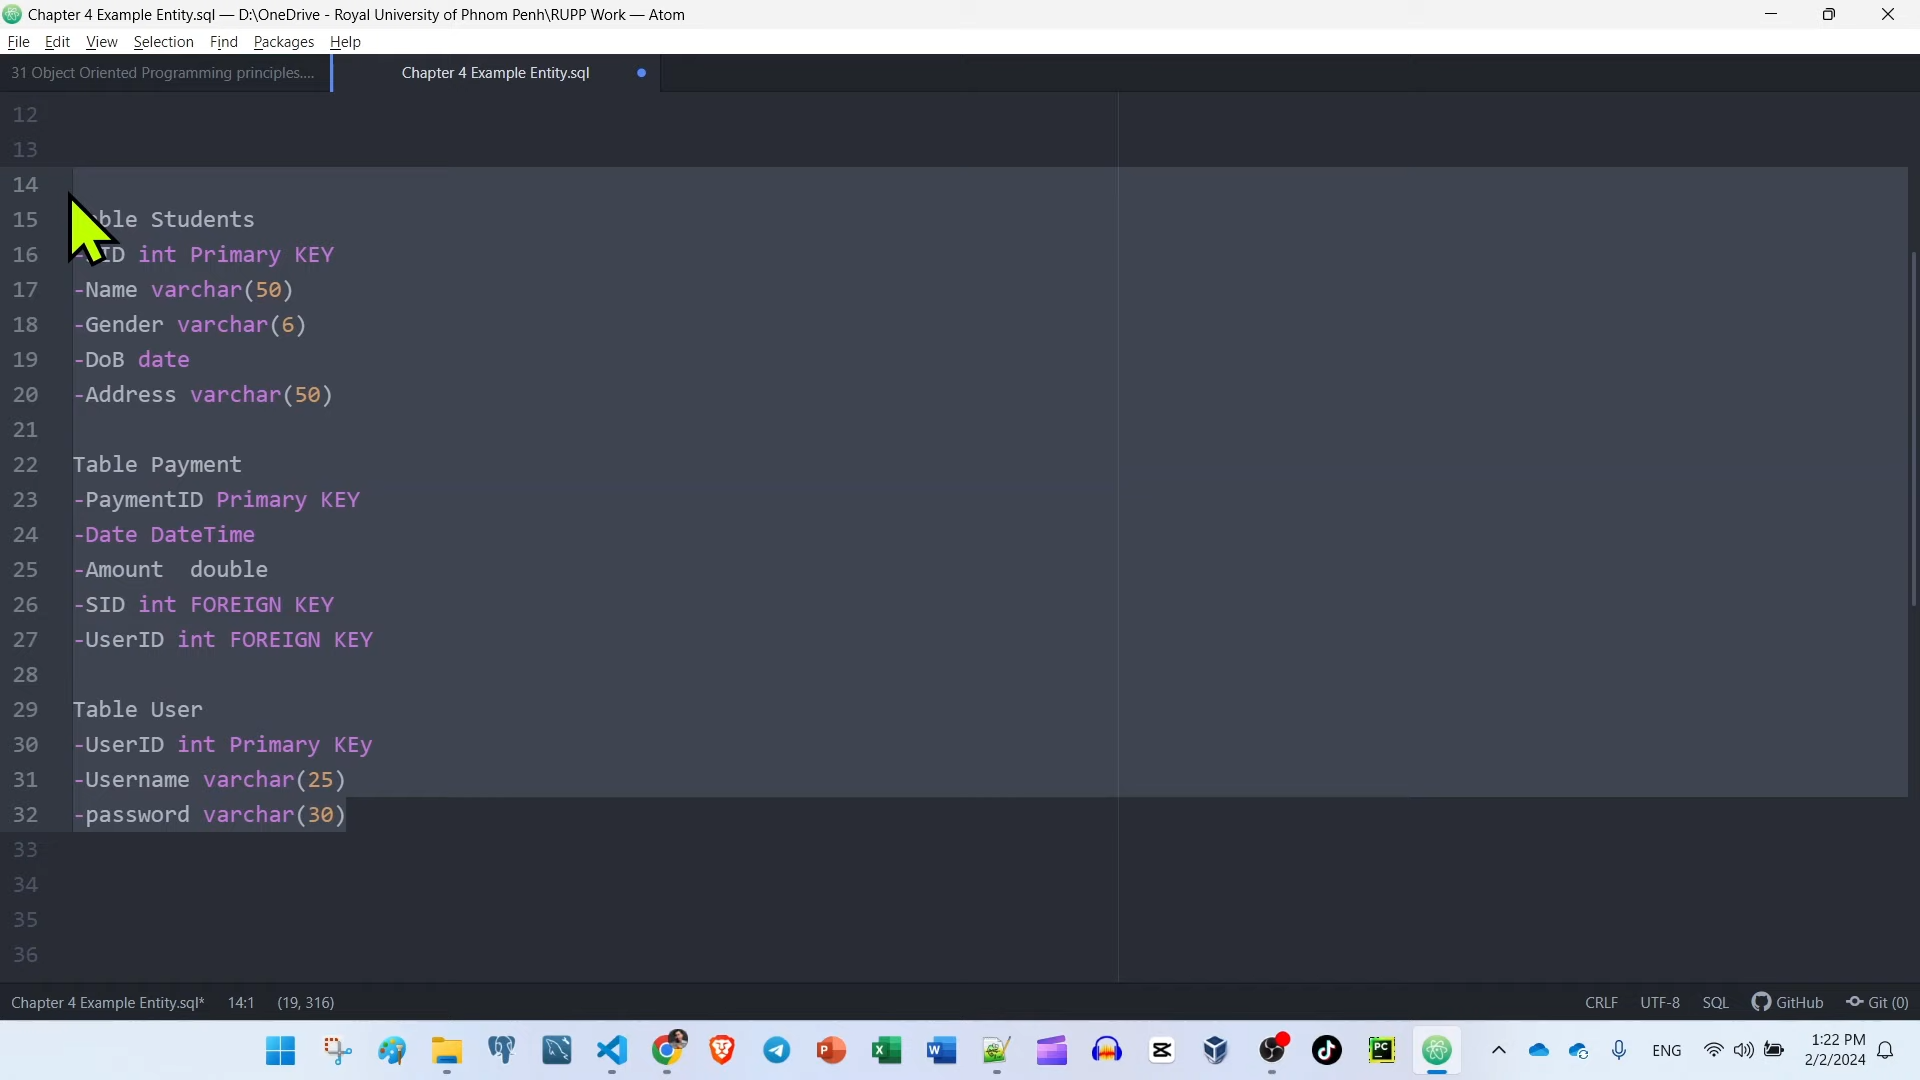 Chapter 4 Example Entity.sql — D:\OneDrive - Royal University of Phnom Penh\RUPP Work — Atom
File Edit View Selection Find Packages Help
31 Object Oriented Programming principles.... Chapter 4 Example Entity.sql
12
13
14
15 ble Students
16 ID int Primary KEY
17 -Name varchar(50)
18 -Gender varchar(6)
19 -DoB date
20 -Address varchar(50)
21
22 Table Payment
23 -PaymentID Primary KEY
24 -Date DateTime
25 -Amount  double
26 -SID int FOREIGN KEY
27 -UserID int FOREIGN KEY
28
29 Table User
30 -UserID int Primary KEy
31 -Username varchar(25)
32 -password varchar(30)
33
34
35
36
Chapter 4 Example Entity.sql* 14:1 (19, 316) CRLF UTF-8 SQL GitHub Git (0)
ENG 1:22 PM
2/2/2024